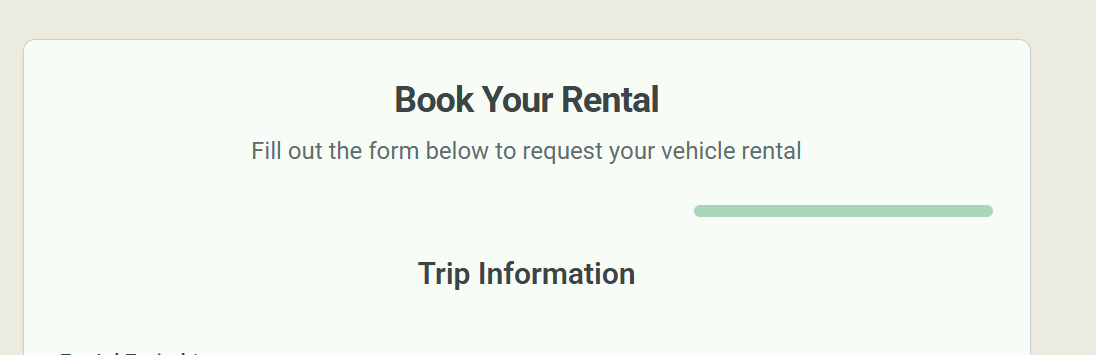 Book Your Rental
Fill out the form below to request your vehicle rental
Trip Information